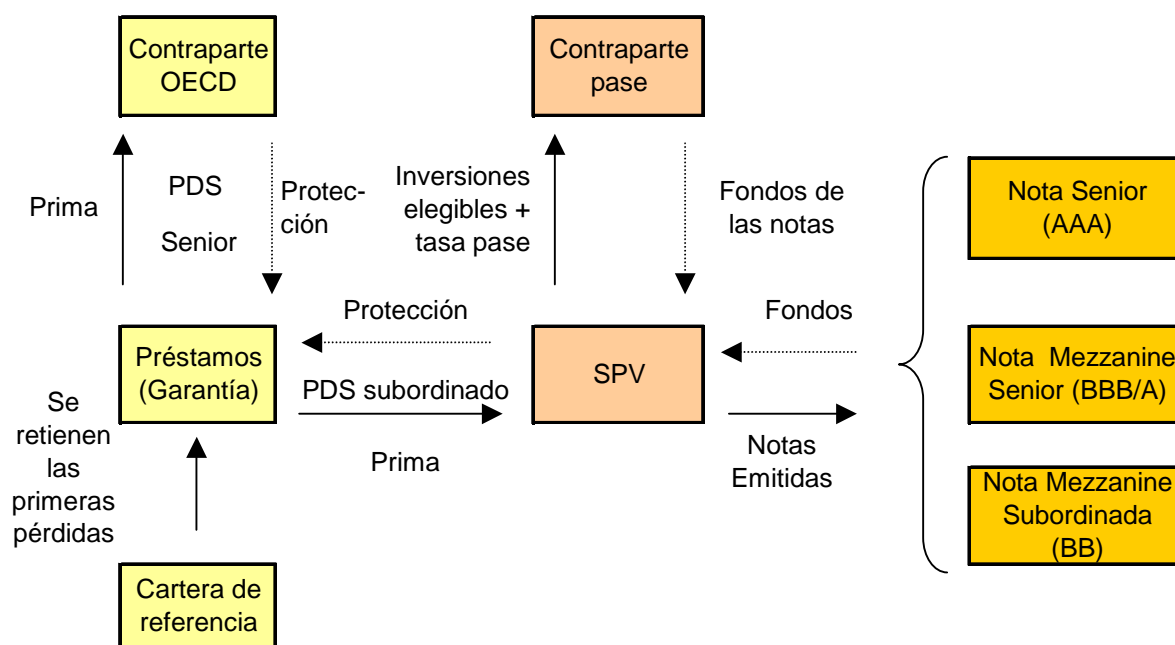 Contraparte
OECD
Contraparte
pase
Prima
PDS
Senior
Protec-
ción
Inversiones
elegibles +
tasa pase
Fondos de
las notas
Nota Senior
(AAA)
Préstamos
(Garantía)
Protección
PDS subordinado
Prima
SPV
Fondos
Notas
Emitidas
Nota Mezzanine
Senior (BBB/A)
Se
retienen
las
primeras
pérdidas
Nota Mezzanine
Subordinada
(BB)
Cartera de
referencia